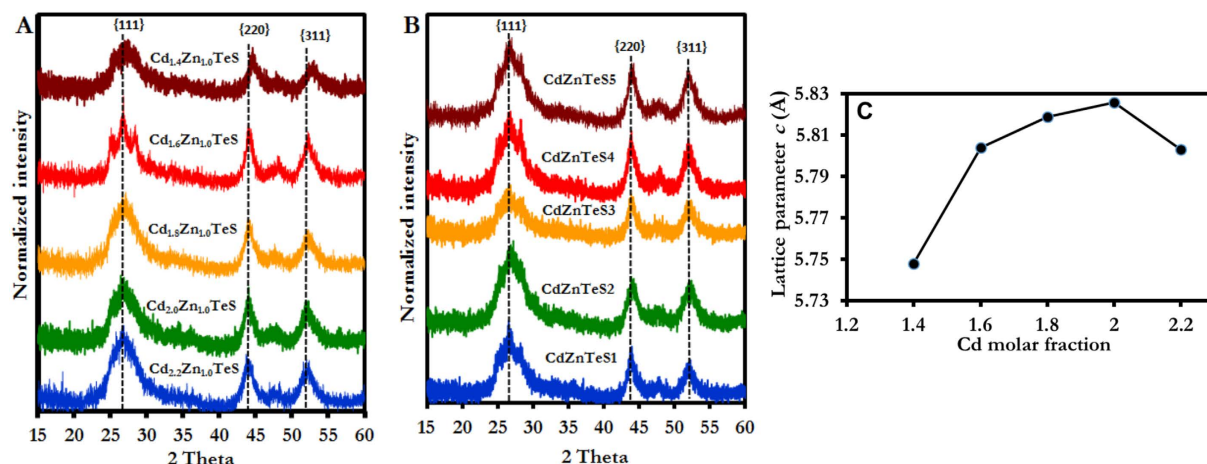 A
{111}
{220}
{311}
Cd1.4Zn1.0TeS
Cd1.6Zn1.0TeS
Cd1.8Zn1.0TeS
Cd2.0Zn1.0TeS
Cd2.2Zn1.0TeS
Normalized intensity
15 20 25 30 35 40 45 50 55 60
2 Theta
B
{111}
{220}
{311}
CdZnTeS5
CdZnTeS4
CdZnTeS3
CdZnTeS2
CdZnTeS1
Normalized intensity
15 20 25 30 35 40 45 50 55 60
2 Theta
C
Lattice parameter c (Å)
5.83
5.81
5.79
5.77
5.75
5.73
1.2 1.4 1.6 1.8 2 2.2
Cd molar fraction